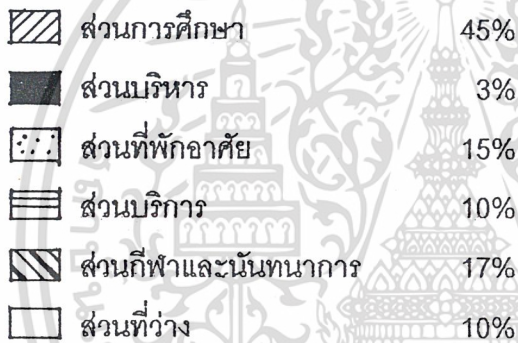 ส่วนการศึกษา 45%
ส่วนบริหาร 3%
ส่วนที่พักอาศัย 15%
ส่วนบริการ 10%
ส่วนกีฬาและนันทนาการ 17%
ส่วนที่ว่าง 10%